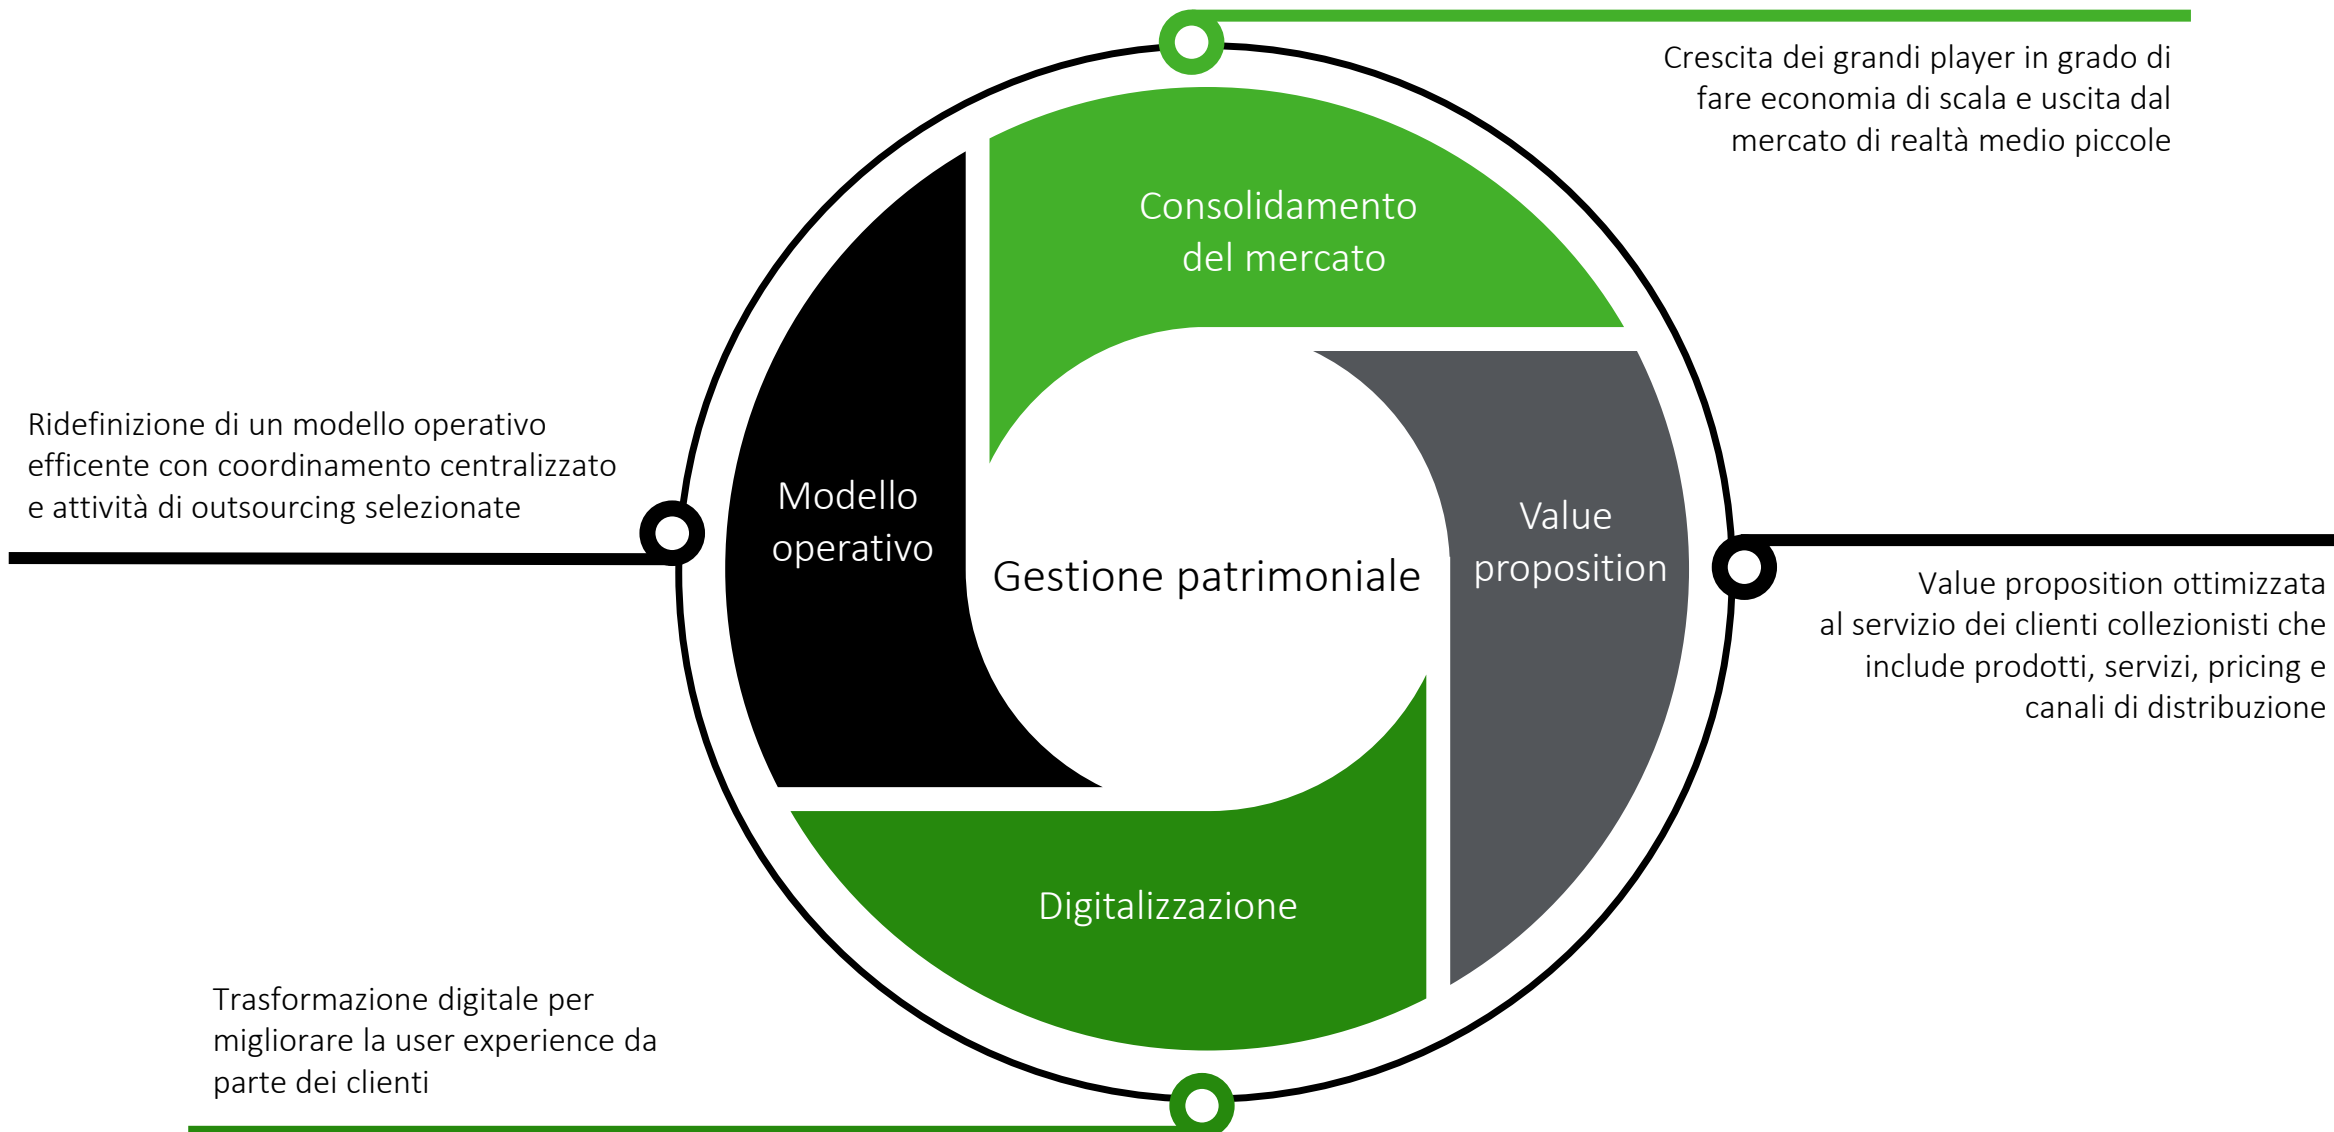 Crescita dei grandi player in grado di
fare economia di scala e uscita dal
mercato di realtà medio piccole
Consolidamento
del mercato
Ridefinizione di un modello operativo
efficente con coordinamento centralizzato
e attività di outsourcing selezionate
Modello
operativo
Gestione patrimoniale
Value
proposition
Value proposition ottimizzata
al servizio dei clienti collezionisti che
include prodotti, servizi, pricing e
canali di distribuzione
Digitalizzazione
Trasformazione digitale per
migliorare la user experience da
parte dei clienti